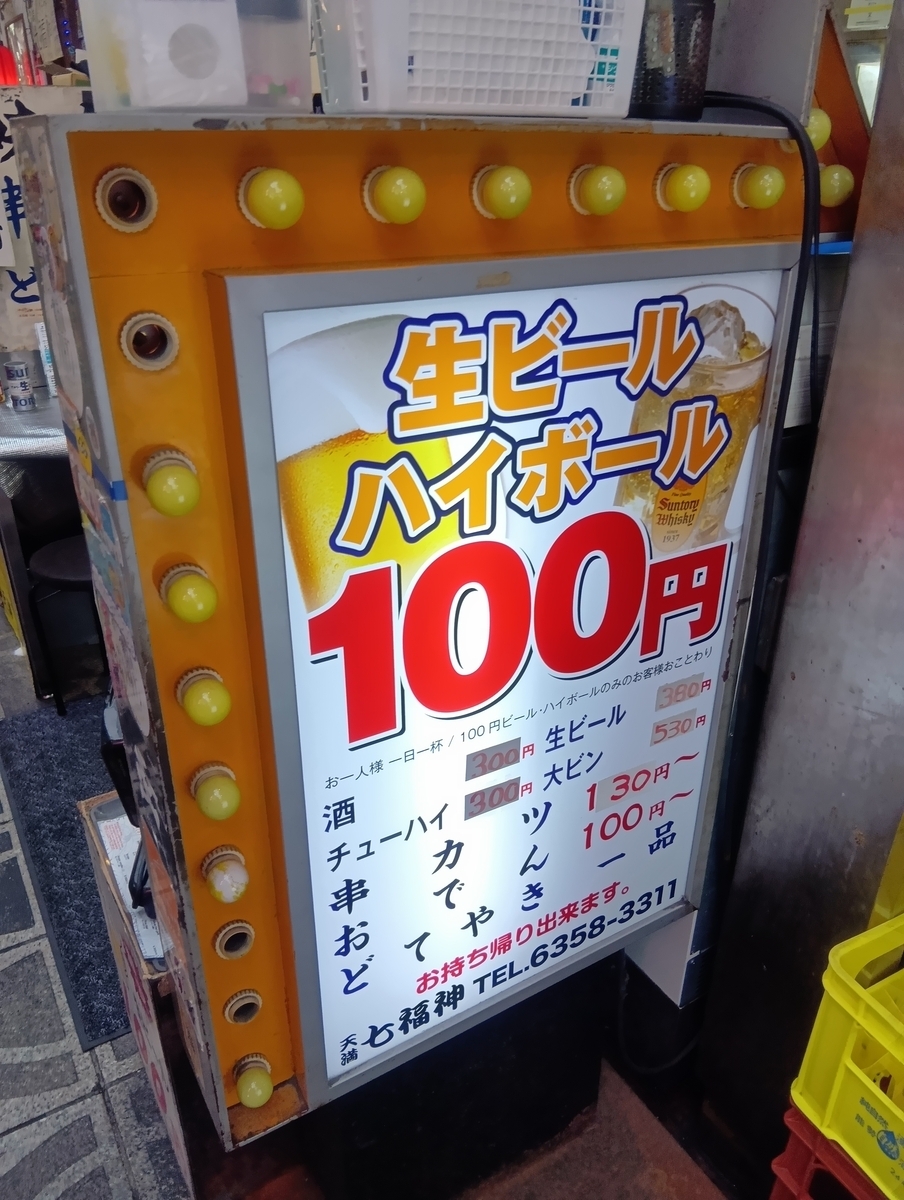 生ビール
ハイボール
Suntory
Whisky
SINCE
1937
100円
お一人様 一日一杯 / 100円ビール・ハイボールのみのお客様おことわり
酒 300円 生ビール 380円
チューハイ 300円 大ビン 530円
串カツ 130円〜
おでん 100円〜
どてやき 一品
お持ち帰り出来ます。
天満 七福神 TEL.6358-3311